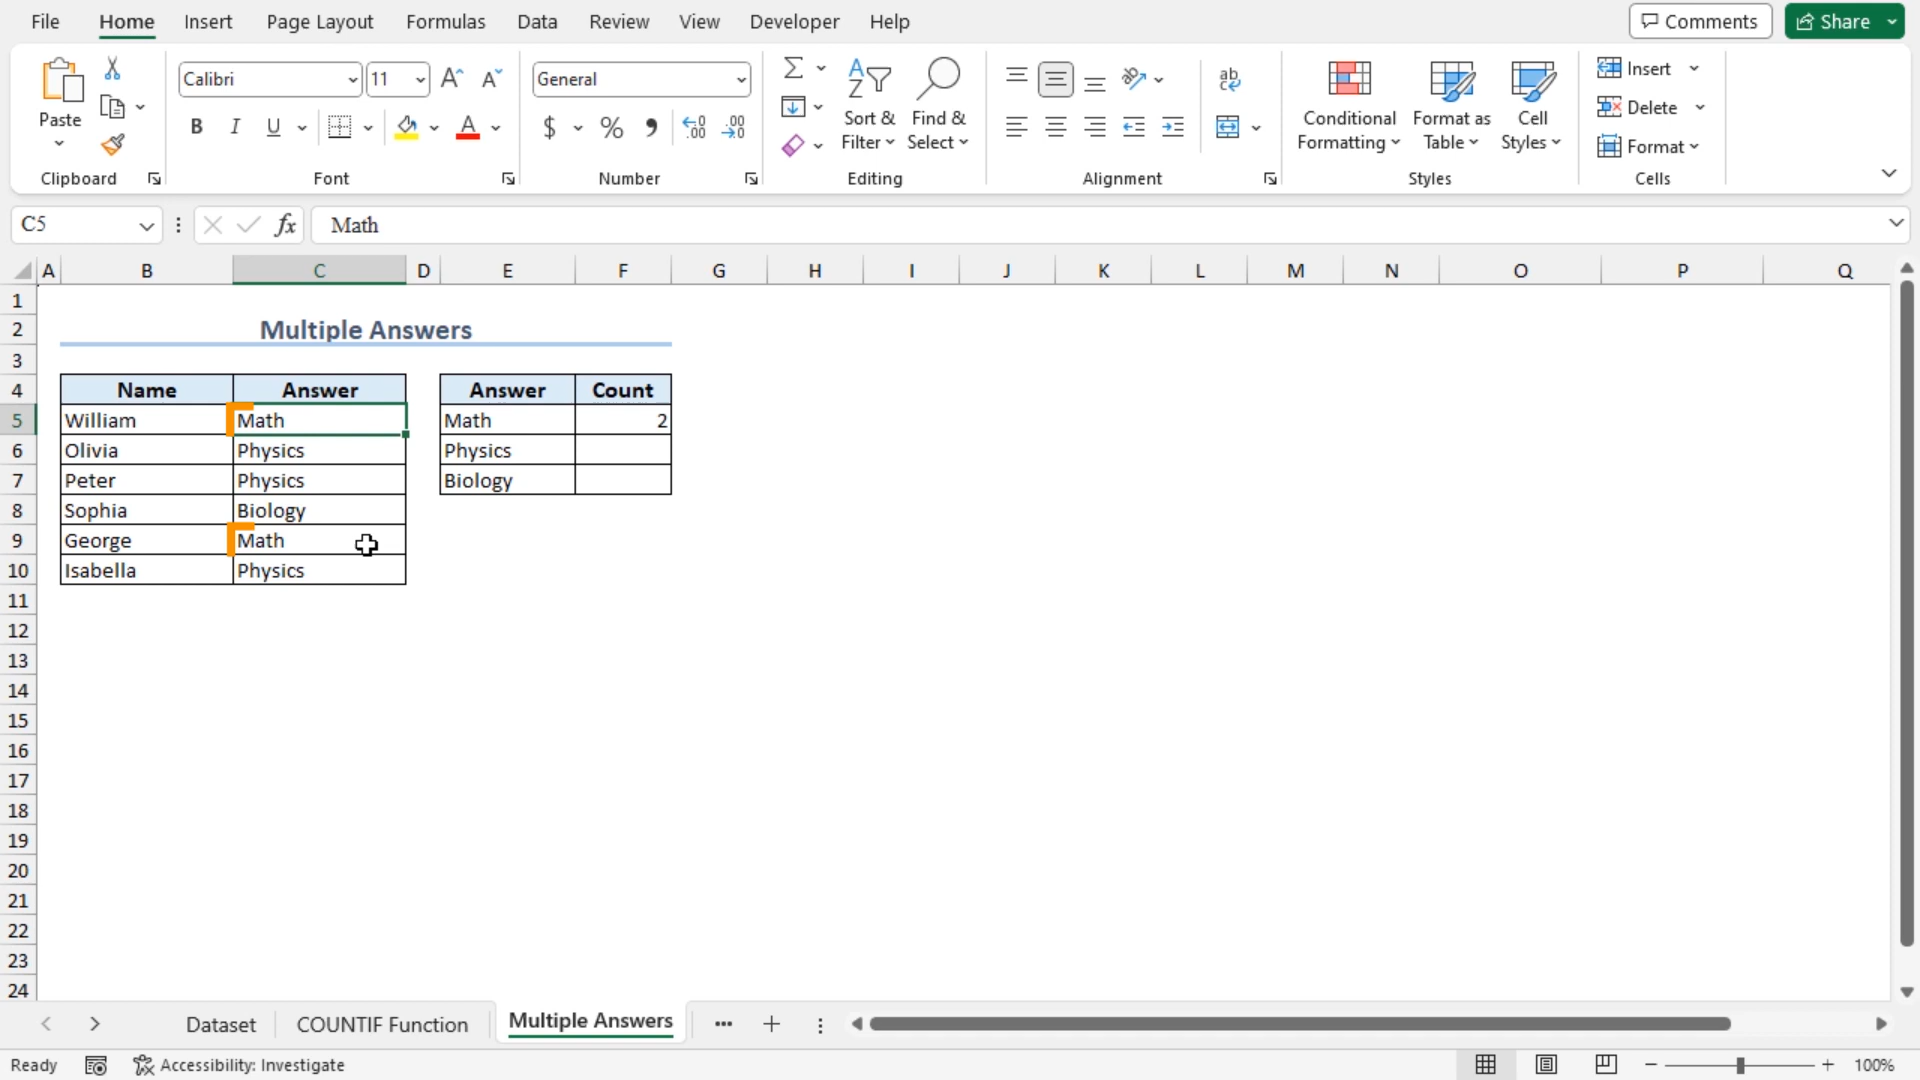 File Home Insert Page Layout Formulas Data Review View Developer Help Comments Share
Calibri 11 General
Paste Sort & Filter Find & Select Conditional Formatting Format as Table Cell Styles Insert Delete Format
B I U $ % 9 ab
Clipboard Font Number Editing Alignment Styles Cells
C5 fx Math
A B C D E F G H I J K L M N O P Q
1
2 Multiple Answers
3
4 Name Answer Answer Count
5 William Math Math 2
6 Olivia Physics Physics
7 Peter Physics Biology
8 Sophia Biology
9 George Math
10 Isabella Physics
11
12
13
14
15
16
17
18
19
20
21
22
23
24
Dataset COUNTIF Function Multiple Answers
Ready Accessibility: Investigate 100%